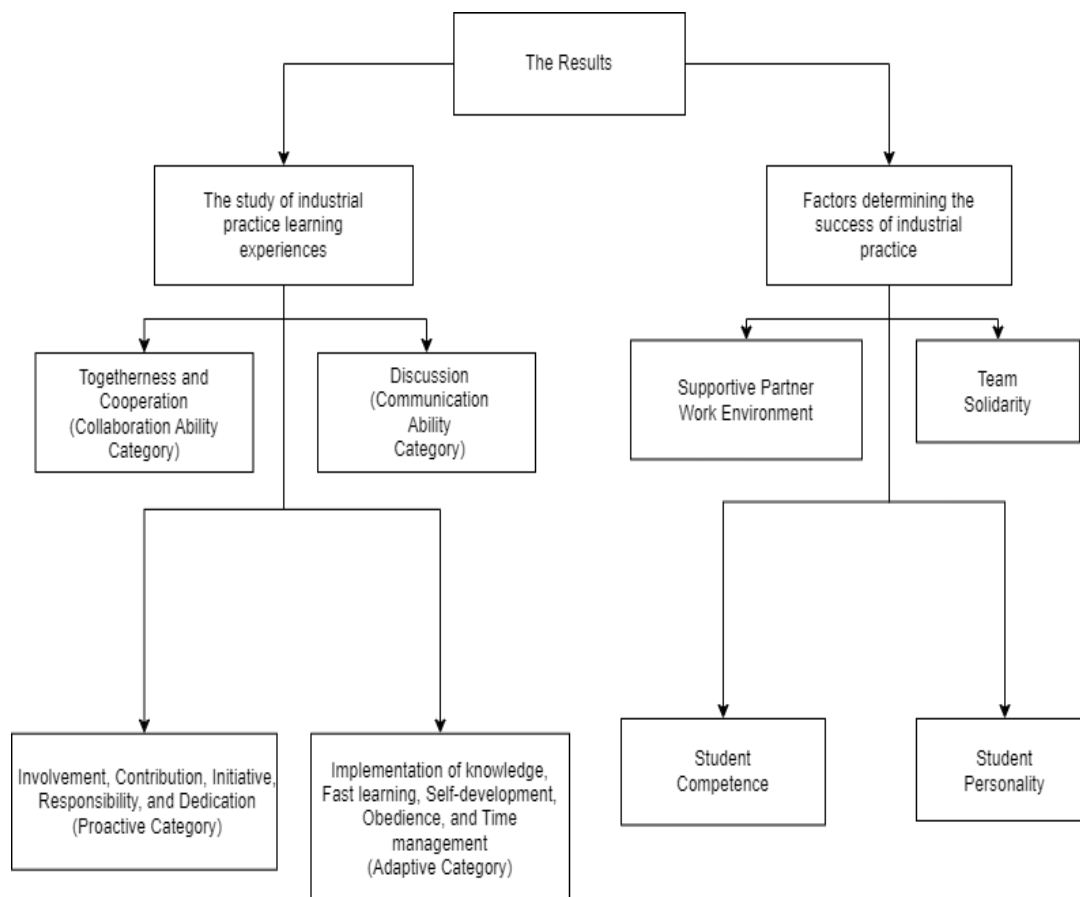 The Results
The study of industrial
practice learning
experiences
Factors determining the
success of industrial
practice
Togetherness and
Cooperation
(Collaboration Ability
Category)
Discussion
(Communication
Ability
Category)
Supportive Partner
Work Environment
Team
Solidarity
Involvement, Contribution, Initiative,
Responsibility, and Dedication
(Proactive Category)
Implementation of knowledge,
Fast learning, Self-development,
Obedience, and Time
management
(Adaptive Category)
Student
Competence
Student
Personality